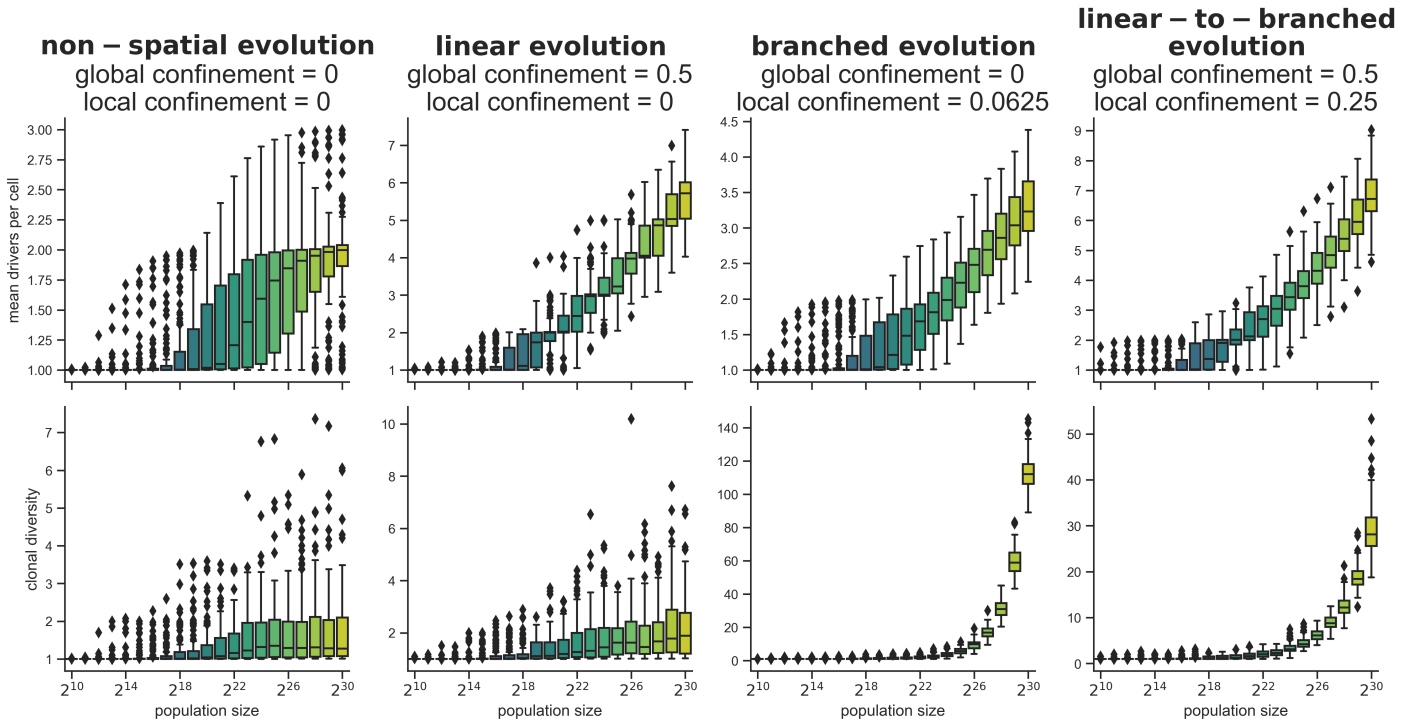 non – spatial evolution
global confinement = 0
local confinement = 0
linear evolution
global confinement = 0.5
local confinement = 0
branched evolution
global confinement = 0
local confinement = 0.0625
linear – to – branched
evolution
global confinement = 0.5
local confinement = 0.25
mean drivers per cell
3.00
2.75
2.50
2.25
2.00
1.75
1.50
1.25
1.00
7
6
5
4
3
2
1
4.5
4.0
3.5
3.0
2.5
2.0
1.5
1.0
9
8
7
6
5
4
3
2
1
clonal diversity
7
6
5
4
3
2
1
10
8
6
4
2
140
120
100
80
60
40
20
0
50
40
30
20
10
0
2^10 2^14 2^18 2^22 2^26 2^30
population size
2^10 2^14 2^18 2^22 2^26 2^30
population size
2^10 2^14 2^18 2^22 2^26 2^30
population size
2^10 2^14 2^18 2^22 2^26 2^30
population size